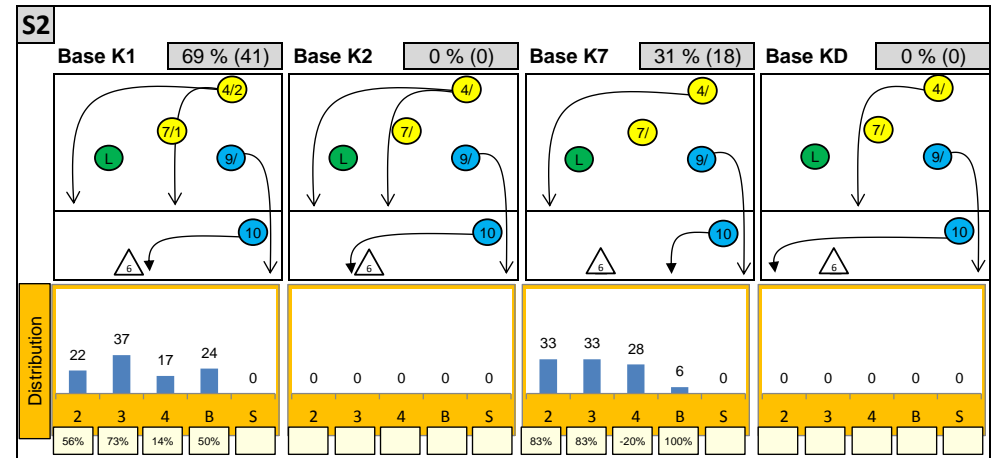 S2
Base K1 69 % (41) Base K2 0 % (0) Base K7 31 % (18) Base KD 0 % (0)
4/2 4/ 4/ 4/
7/1 7/ 7/ 7/
L 9/ L 9/ L 9/ L 9/
10 10 10 10
6 6 6 6
Distribution
22 37 17 24 0 0 0 0 0 0 33 33 28 6 0 0 0 0 0 0
2 3 4 B S 2 3 4 B S 2 3 4 B S 2 3 4 B S
56% 73% 14% 50% 83% 83% -20% 100%